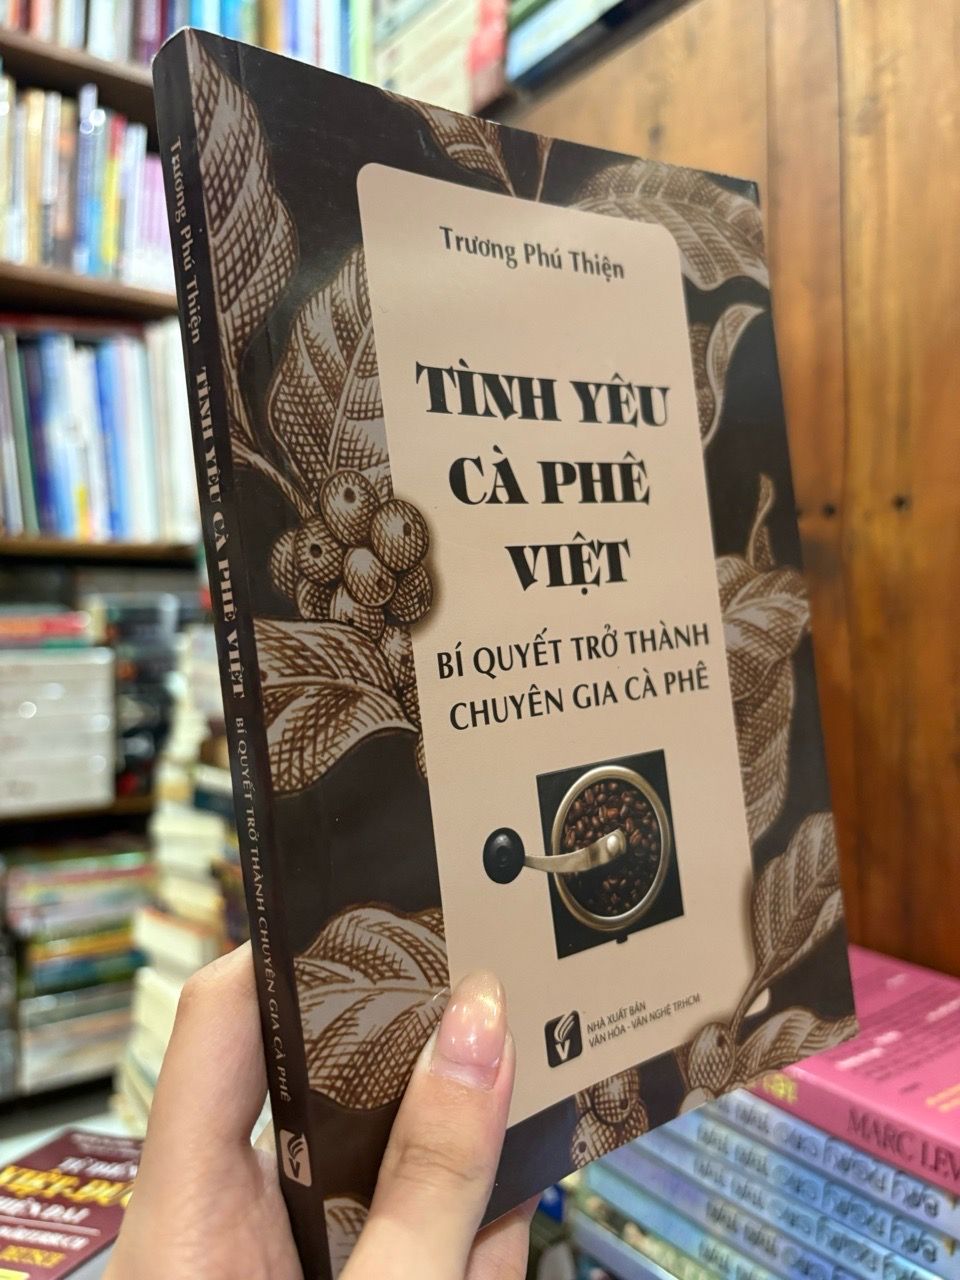 Trương Phú Thiện
TÌNH YÊU
CÀ PHÊ
VIỆT
BÍ QUYẾT TRỞ THÀNH
CHUYÊN GIA CÀ PHÊ
NHÀ XUẤT BẢN
VĂN HÓA - VĂN NGHỆ TP.HCM
Trương Phú Thiện TÌNH YÊU CÀ PHÊ VIỆT BÍ QUYẾT TRỞ THÀNH CHUYÊN GIA CÀ PHÊ
MARC LEV